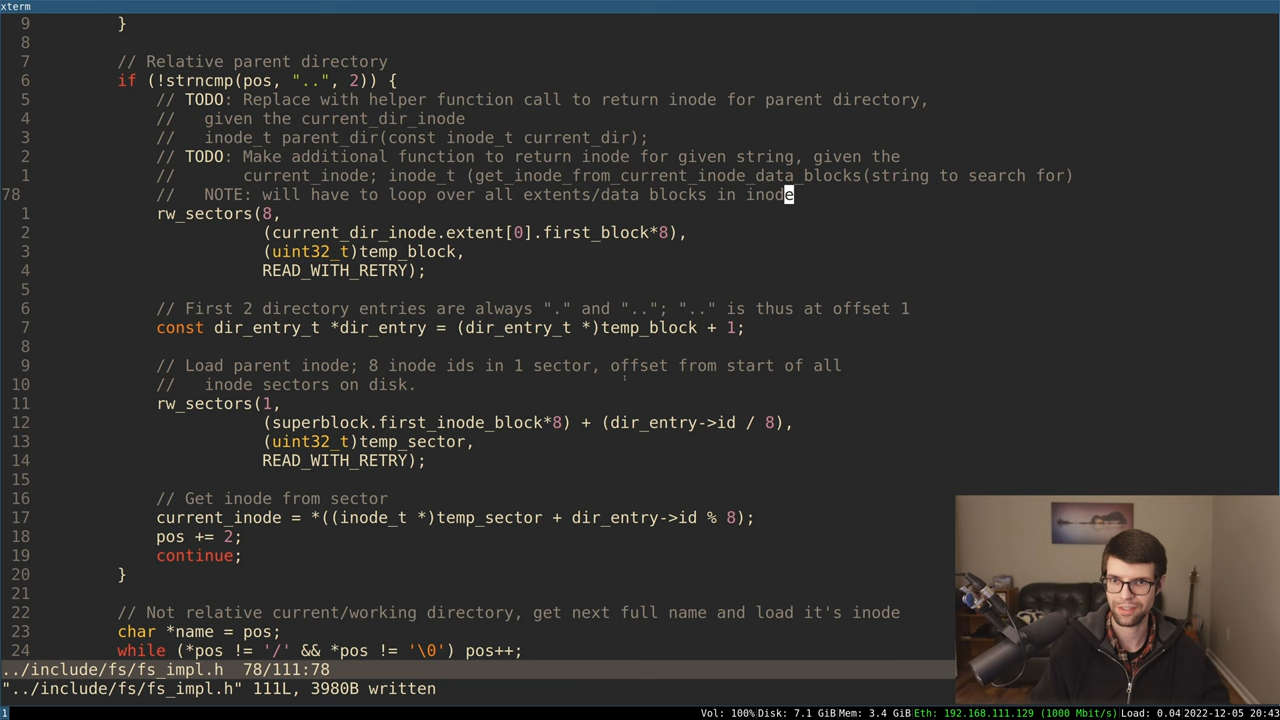 xterm
9         }
8
7         // Relative parent directory
6         if (!strncmp(pos, "..", 2)) {
5             // TODO: Replace with helper function call to return inode for parent directory,
4             //   given the current_dir_inode
3             //   inode_t parent_dir(const inode_t current_dir);
2             // TODO: Make additional function to return inode for given string, given the
1             //       current_inode; inode_t (get_inode_from_current_inode_data_blocks(string to search for)
78            //   NOTE: will have to loop over all extents/data blocks in inode
1             rw_sectors(8,
2                        (current_dir_inode.extent[0].first_block*8),
3                        (uint32_t)temp_block,
4                        READ_WITH_RETRY);
5
6             // First 2 directory entries are always "." and ".."; ".." is thus at offset 1
7             const dir_entry_t *dir_entry = (dir_entry_t *)temp_block + 1;
8
9             // Load parent inode; 8 inode ids in 1 sector, offset from start of all
10            //   inode sectors on disk.
11            rw_sectors(1,
12                       (superblock.first_inode_block*8) + (dir_entry->id / 8),
13                       (uint32_t)temp_sector,
14                       READ_WITH_RETRY);
15
16            // Get inode from sector
17            current_inode = *((inode_t *)temp_sector + dir_entry->id % 8);
18            pos += 2;
19            continue;
20        }
21
22        // Not relative current/working directory, get next full name and load it's inode
23        char *name = pos;
24        while (*pos != '/' && *pos != '\0') pos++;
../include/fs/fs_impl.h  78/111:78
"../include/fs/fs_impl.h" 111L, 3980B written
1 Vol: 100% Disk: 7.1 GiB Mem: 3.4 GiB Eth: 192.168.111.129 (1000 Mbit/s) Load: 0.04 2022-12-05 20:43